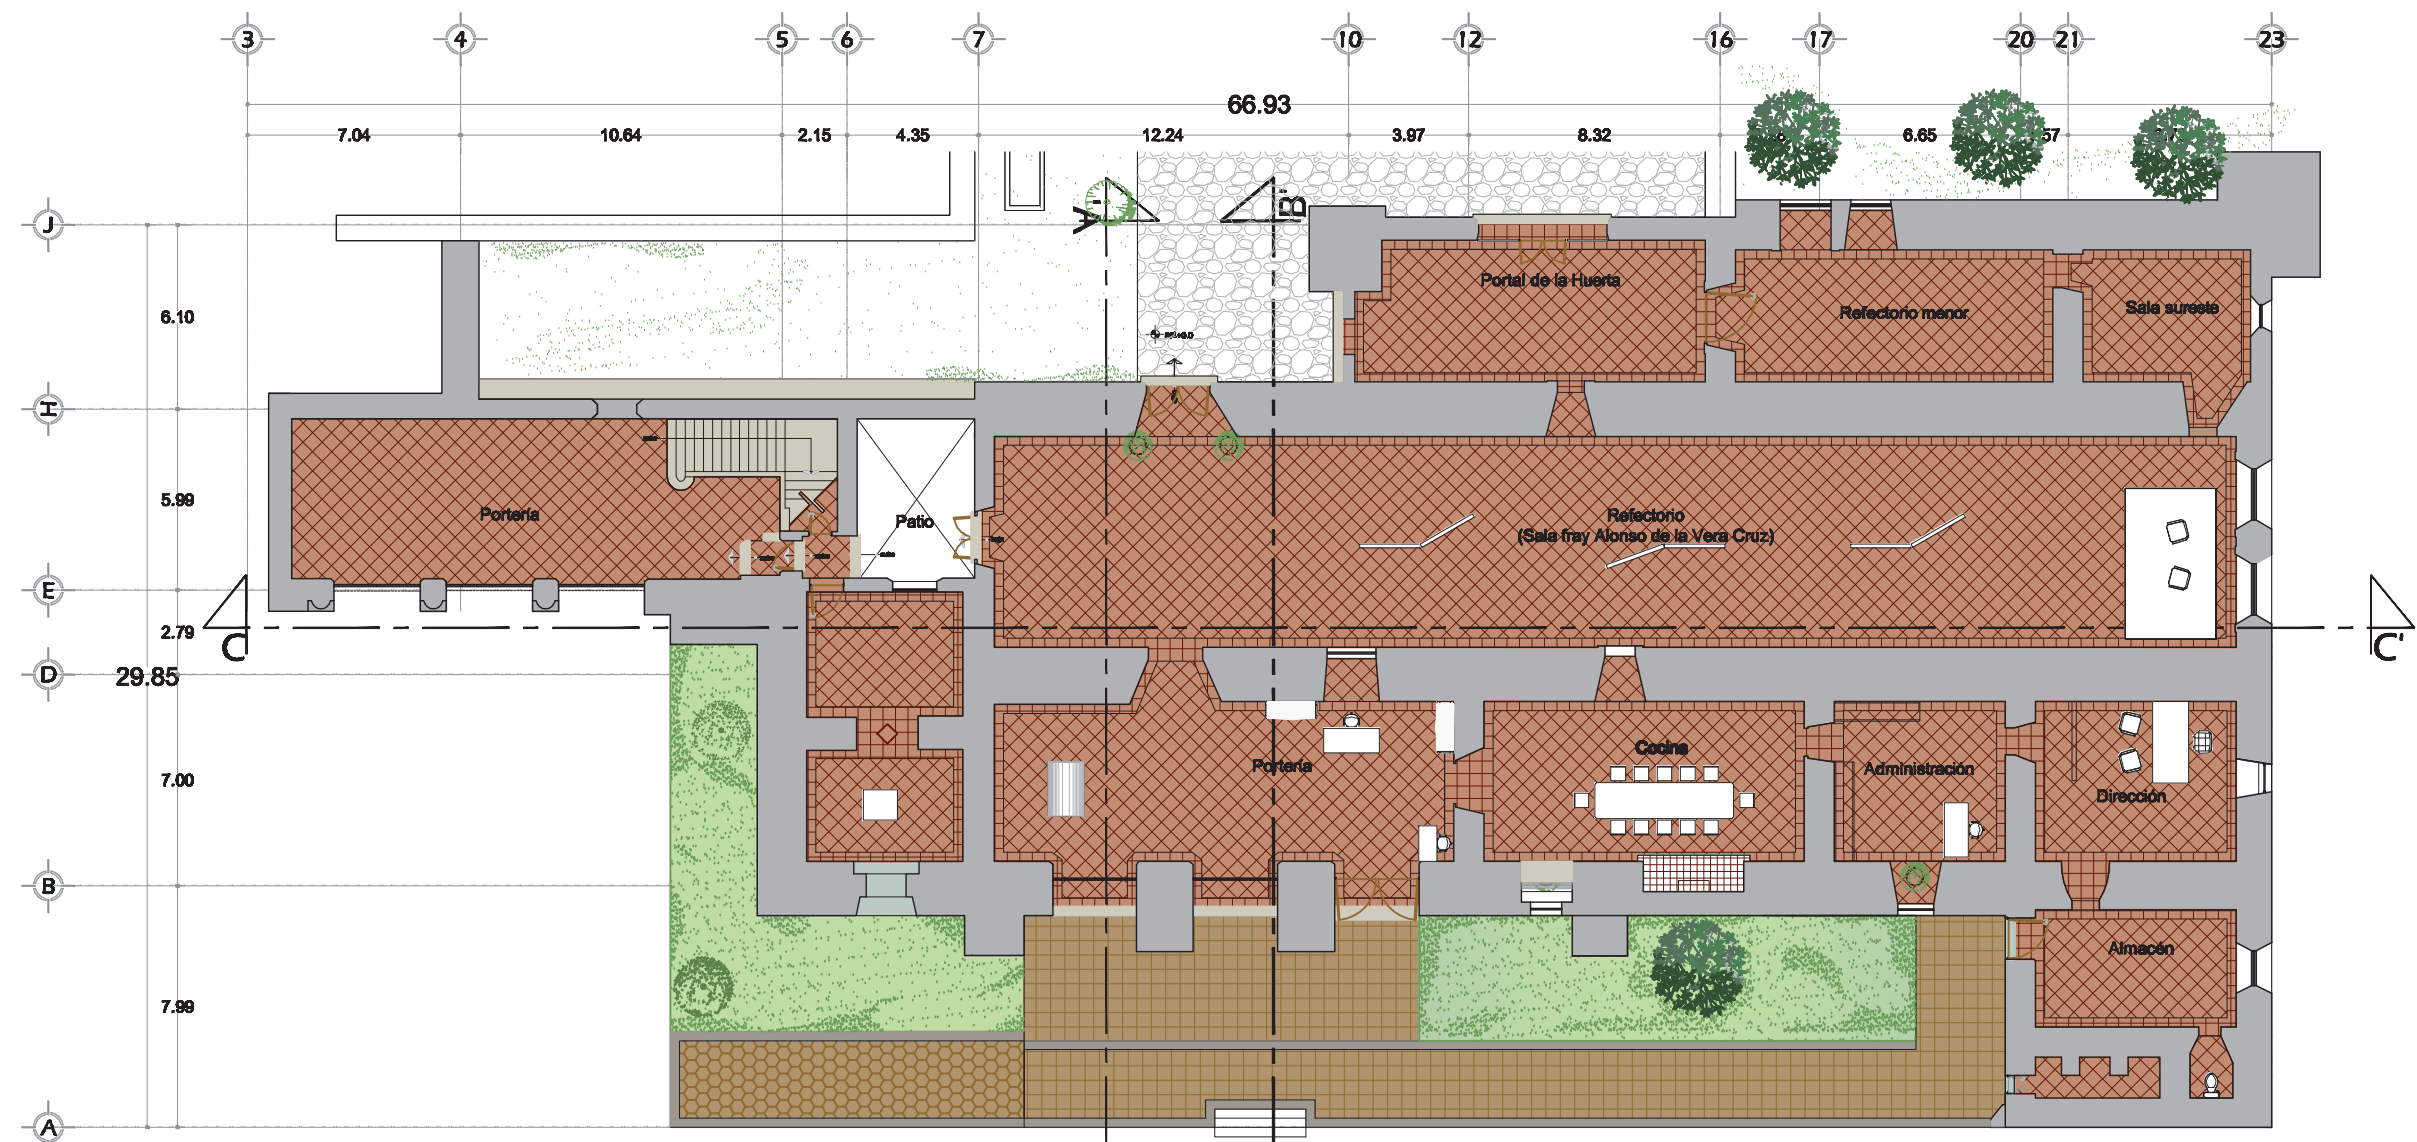 3 4 5 6 7 10 12 16 17 20 21 23
66.93
7.04 10.64 2.15 4.35 12.24 3.97 8.32 6.65
J
A' B'
Portal de la Huerta
Sala sureste
6.10
Refectorio menor
H
5.99
Portería
Patio
Refectorio
(Sala fray Alonso de la Vera Cruz)
E
2.79
C C'
D
29.85
Cocina
Portería
Administración
7.00
Dirección
B
Almacén
7.99
A